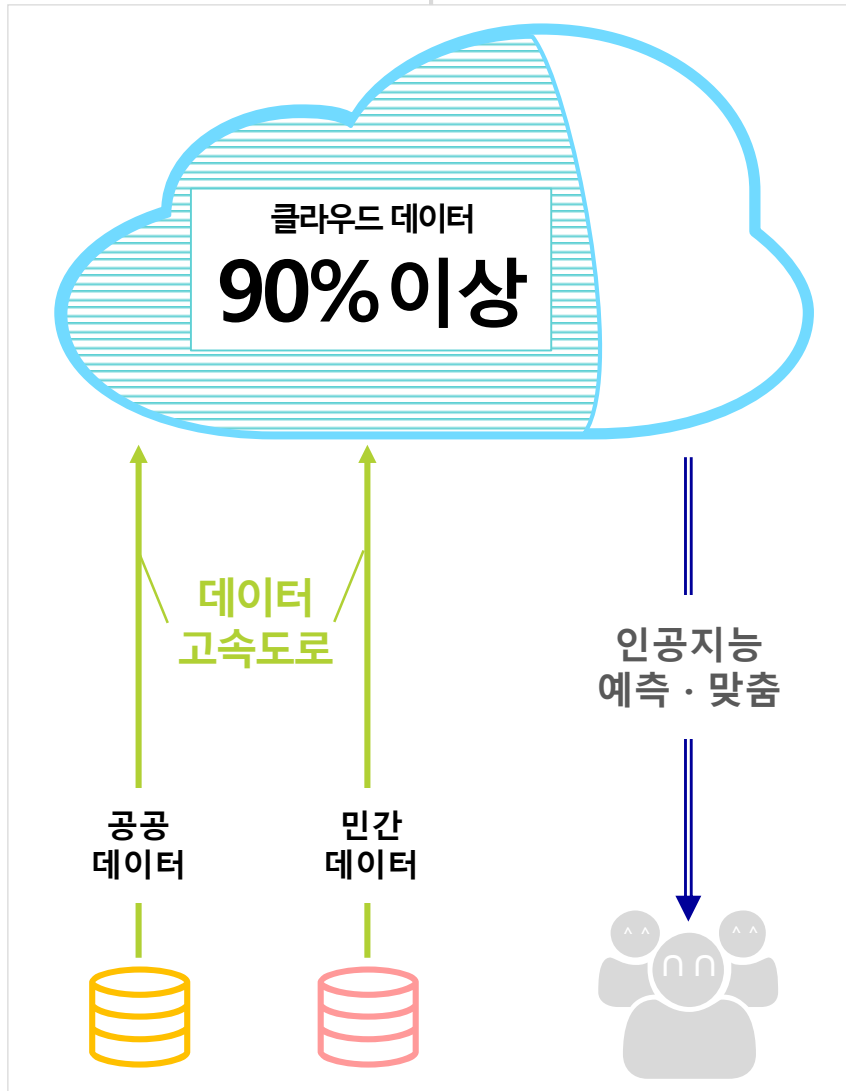 클라우드 데이터
90% 이상
데이터
고속도로
인공지능
예측 · 맞춤
공공
데이터
민간
데이터